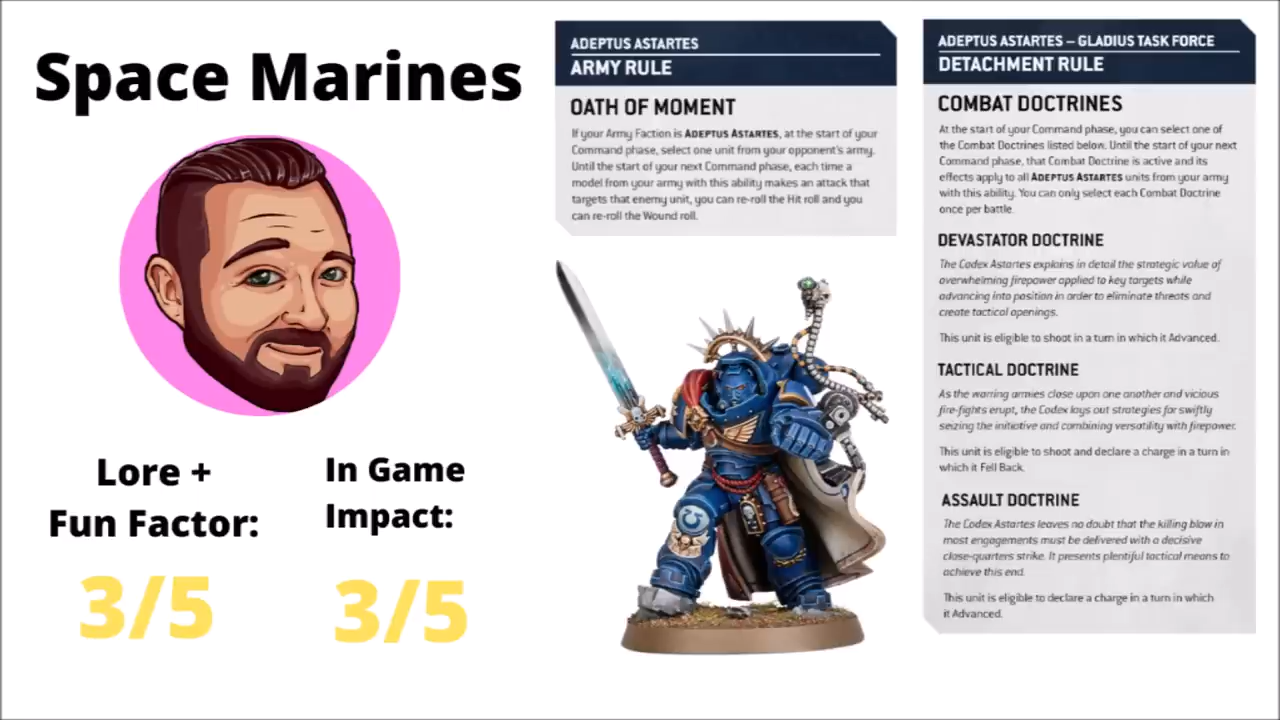 Space Marines
Lore +
Fun Factor:
3/5
In Game
Impact:
3/5
ADEPTUS ASTARTES
ARMY RULE
OATH OF MOMENT
If your Army Faction is ADEPTUS ASTARTES, at the start of your
Command phase, select one unit from your opponent's army.
Until the start of your next Command phase, each time a
model from your army with this ability makes an attack that
targets that enemy unit, you can re-roll the Hit roll and you
can re-roll the Wound roll.
ADEPTUS ASTARTES – GLADIUS TASK FORCE
DETACHMENT RULE
COMBAT DOCTRINES
At the start of your Command phase, you can select one of
the Combat Doctrines listed below. Until the start of your next
Command phase, that Combat Doctrine is active and its
effects apply to all ADEPTUS ASTARTES units from your army
with this ability. You can only select each Combat Doctrine
once per battle.
DEVASTATOR DOCTRINE
The Codex Astartes explains in detail the strategic value of
overwhelming firepower applied to key targets while
advancing into position in order to eliminate threats and
create tactical openings.
This unit is eligible to shoot in a turn in which it Advanced.
TACTICAL DOCTRINE
As the warring armies close upon one another and vicious
fire-fights erupt, the Codex lays out strategies for swiftly
seizing the initiative and combining versatility with firepower.
This unit is eligible to shoot and declare a charge in a turn in
which it Fell Back.
ASSAULT DOCTRINE
The Codex Astartes leaves no doubt that the killing blow in
most engagements must be delivered with a decisive
close-quarters strike. It presents plentiful tactical means to
achieve this end.
This unit is eligible to declare a charge in a turn in which
it Advanced.